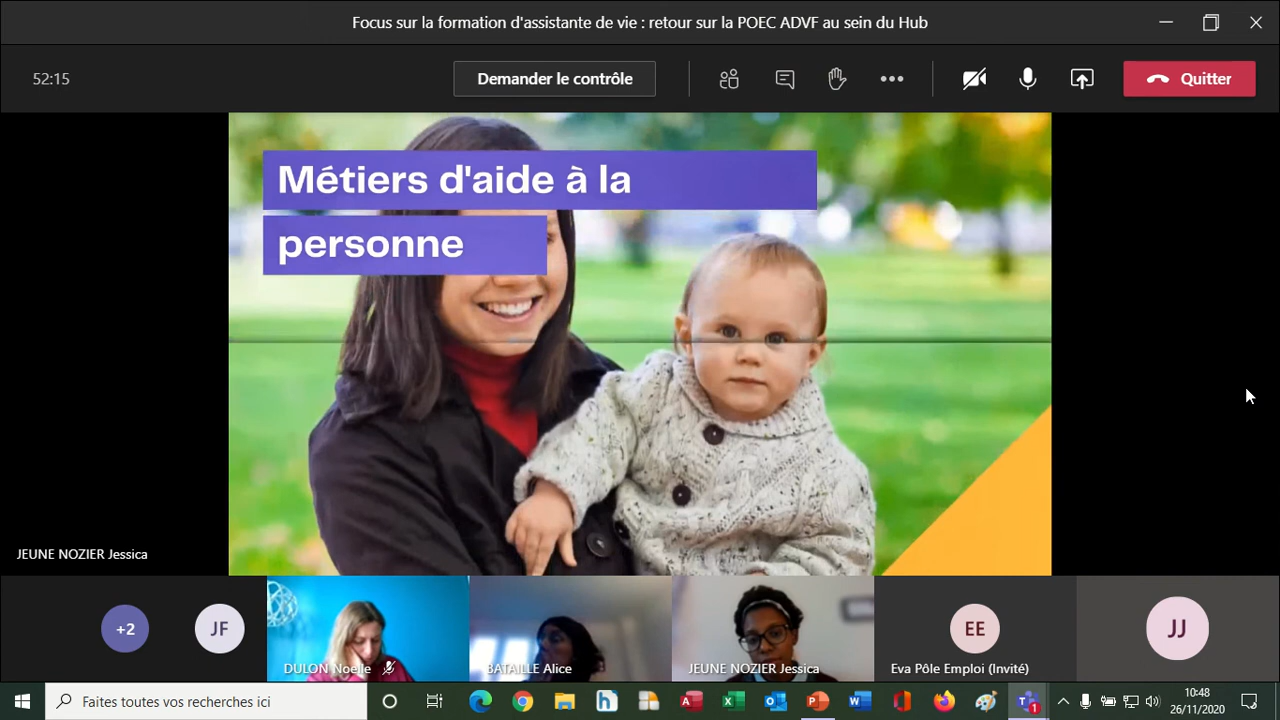 Focus sur la formation d'assistante de vie : retour sur la POEC ADVF au sein du Hub
52:15
Demander le contrôle
Quitter
Métiers d'aide à la
personne
JEUNE NOZIER Jessica
+2
JF
DULON Noelle
BATAILLE Alice
JEUNE NOZIER Jessica
EE
Eva Pôle Emploi (Invité)
JJ
Faites toutes vos recherches ici
10:48
26/11/2020